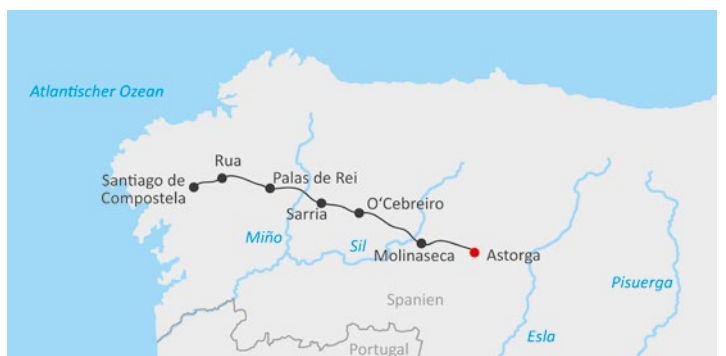 Atlantischer Ozean
Rua
Santiago de
Compostela
Palas de Rei
O‘Cebreiro
Sarria
Miño
Sil
Molinaseca
Astorga
Pisuerga
Spanien
Esla
Portugal